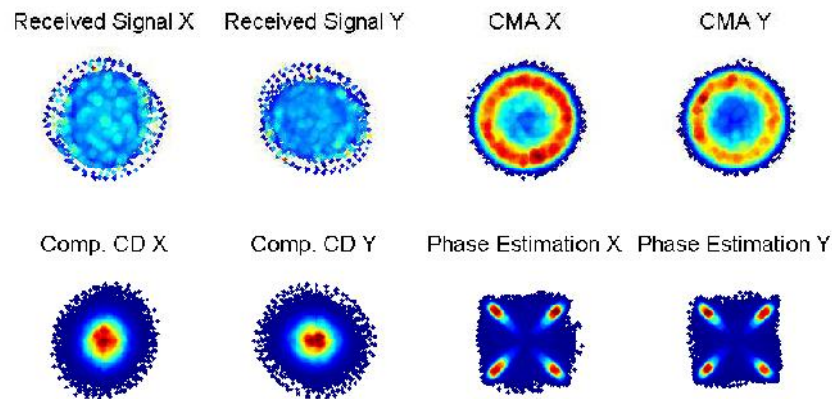 Received Signal X
Received Signal Y
CMA X
CMA Y
Comp. CD X
Comp. CD Y
Phase Estimation X
Phase Estimation Y